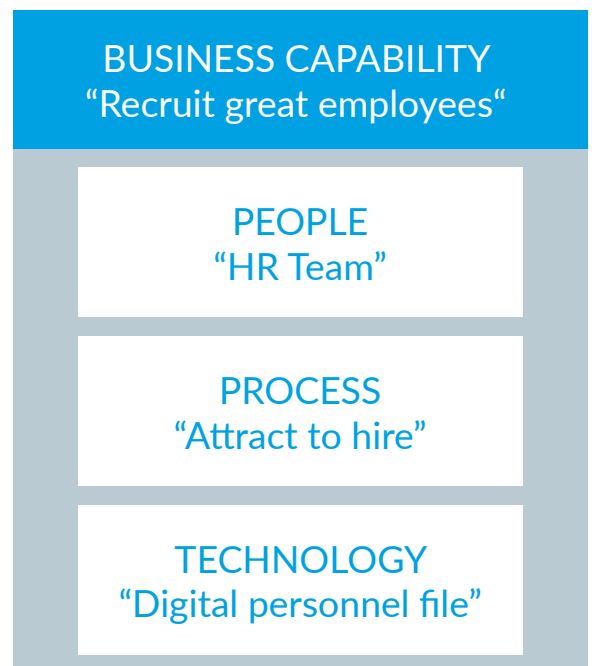 BUSINESS CAPABILITY
“Recruit great employees“
PEOPLE
“HR Team”
PROCESS
“Attract to hire”
TECHNOLOGY
“Digital personnel file”